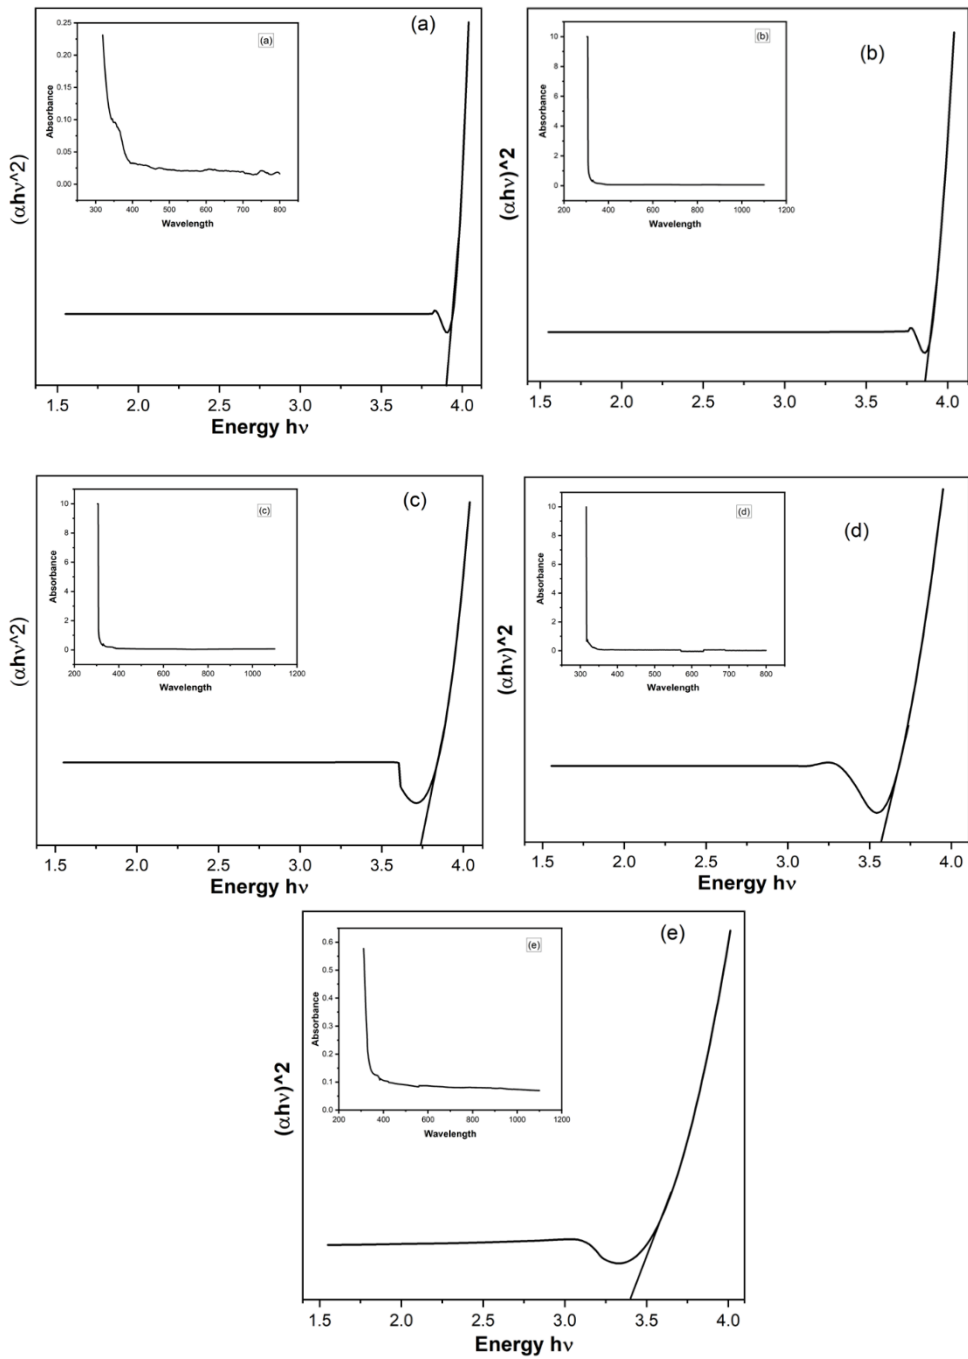 (a)
(a)
0.25
0.20
0.15
0.10
0.05
0.00
Absorbance
300 400 500 600 700 800
Wavelength
(αhν^2)
1.5 2.0 2.5 3.0 3.5 4.0
Energy hν
(b)
(b)
10
8
6
4
2
0
Absorbance
200 400 600 800 1000 1200
Wavelength
(αhν)^2
1.5 2.0 2.5 3.0 3.5 4.0
Energy hν
(c)
(c)
10
8
6
4
2
0
Absorbance
200 400 600 800 1000 1200
Wavelength
(αhν^2)
1.5 2.0 2.5 3.0 3.5 4.0
Energy hν
(d)
(d)
10
8
6
4
2
0
Absorbance
300 400 500 600 700 800
Wavelength
(αhν)^2
1.5 2.0 2.5 3.0 3.5 4.0
Energy hν
(e)
(e)
0.6
0.5
0.4
0.3
0.2
0.1
0.0
Absorbance
200 400 600 800 1000 1200
Wavelength
(αhν)^2
1.5 2.0 2.5 3.0 3.5 4.0
Energy hν